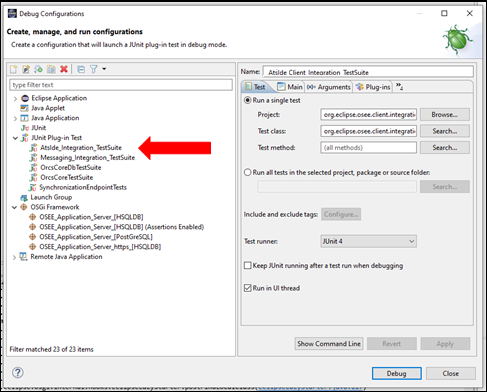 Debug Configurations
Create, manage, and run configurations
Create a configuration that will launch a JUnit plug-in test in debug mode.
type filter text
Eclipse Application
Java Applet
Java Application
JUnit
JUnit Plug-in Test
AtsIde_Integration_TestSuite
Messaging_Integration_TestSuite
OrcsCoreDbTestSuite
OrcsCoreTestSuite
SynchronizationEndpointTests
Launch Group
OSGi Framework
OSEE_Application_Server_[HSQLDB]
OSEE_Application_Server_[HSQLDB] (Assertions Enabled)
OSEE_Application_Server_[PostGreSQL]
OSEE_Application_Server_https_[HSQLDB]
Remote Java Application
Filter matched 23 of 23 items
Name: AtsIde Client Integration TestSuite
Test Main Arguments Plug-ins »4
Run a single test
Project: org.eclipse.osee.client.integrati Browse...
Test class: org.eclipse.osee.client.integrati Search...
Test method: (all methods) Search...
Run all tests in the selected project, package or source folder:
Search...
Include and exclude tags: Configure...
Test runner: JUnit 4
Keep JUnit running after a test run when debugging
Run in UI thread
Show Command Line Revert Apply
? Debug Close